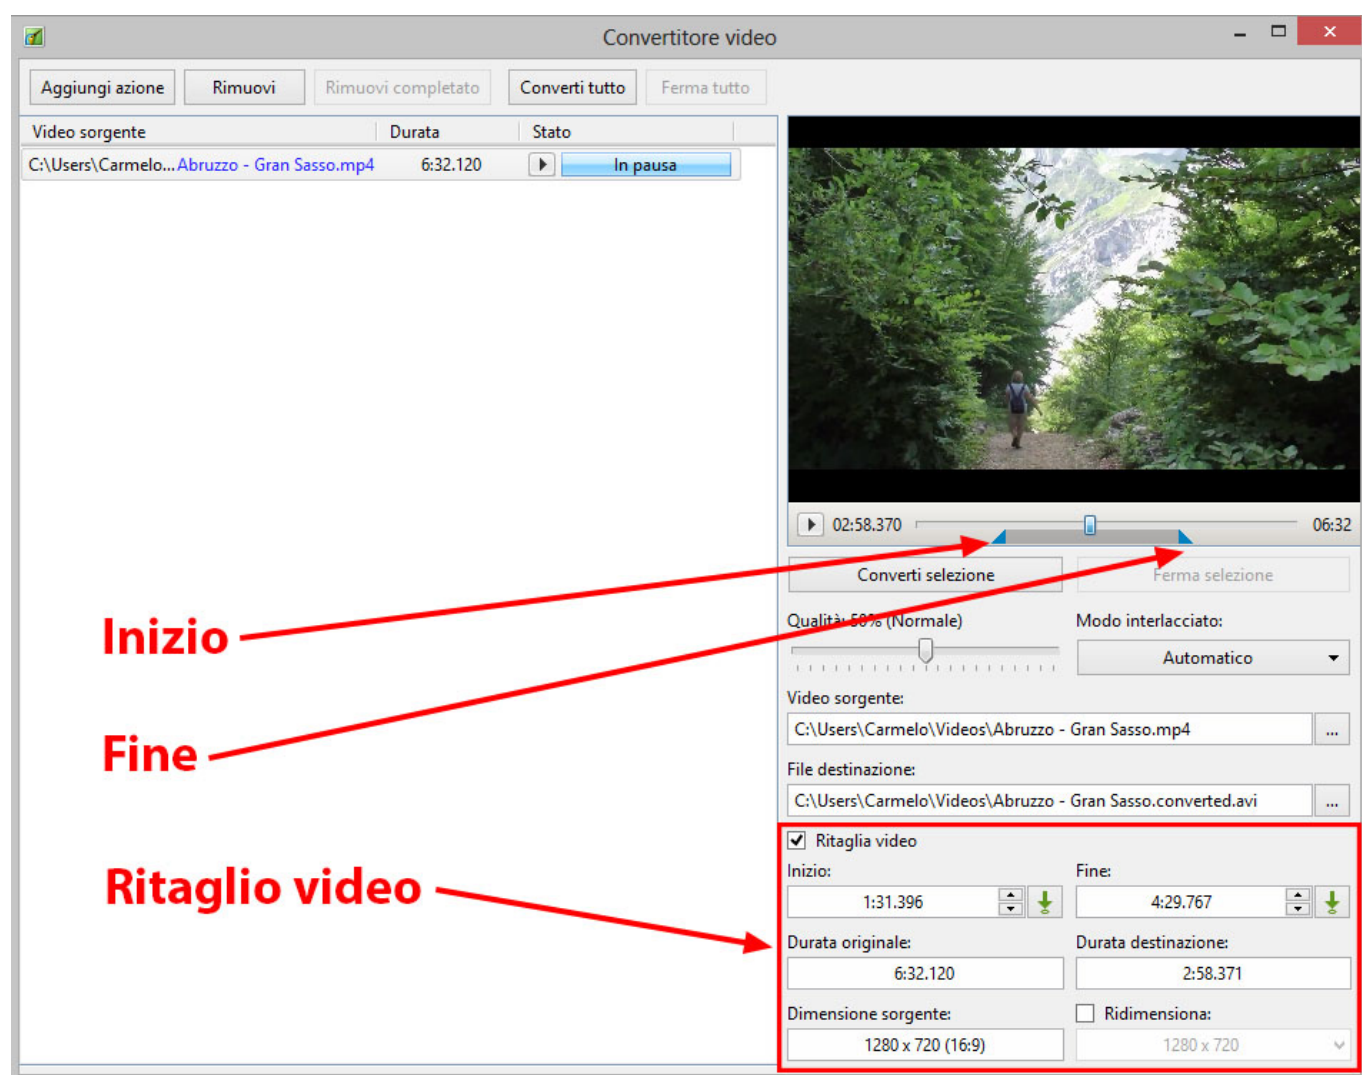 Convertitore video
Aggiungi azione Rimuovi Rimuovi completato Converti tutto Ferma tutto
Video sorgente Durata Stato
C:\Users\Carmelo...Abruzzo - Gran Sasso.mp4 6:32.120 In pausa
02:58.370 06:32
Converti selezione Ferma selezione
Inizio
Qualità: 50% (Normale) Modo interlacciato:
Automatico
Video sorgente:
C:\Users\Carmelo\Videos\Abruzzo - Gran Sasso.mp4 ...
Fine
File destinazione:
C:\Users\Carmelo\Videos\Abruzzo - Gran Sasso.converted.avi ...
Ritaglio video
Ritaglia video
Inizio: Fine:
1:31.396 4:29.767
Durata originale: Durata destinazione:
6:32.120 2:58.371
Dimensione sorgente: Ridimensiona:
1280 x 720 (16:9) 1280 x 720